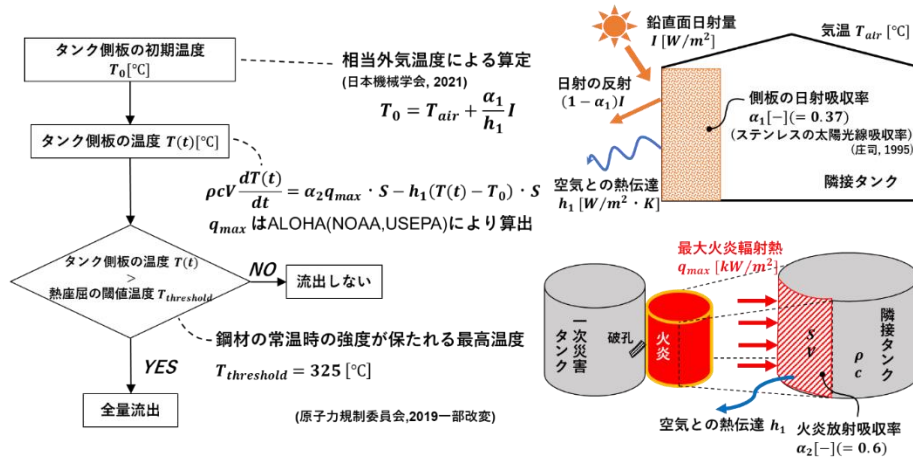 タンク側板の初期温度
T₀[℃]
相当外気温度による算定
(日本機械学会, 2021)
T₀ = T_air + α₁/h₁ I
タンク側板の温度 T(t)[℃]
ρcV dT(t)/dt = α₂q_max・S − h₁(T(t) − T₀)・S
q_max はALOHA(NOAA,USEPA)により算出
タンク側板の温度 T(t)
>
熱座屈の閾値温度 T_threshold
NO
流出しない
YES
全量流出
鋼材の常温時の強度が保たれる最高温度
T_threshold = 325 [℃]
(原子力規制委員会,2019一部改変)
鉛直面日射量
I [W/m²]
気温 T_air [℃]
日射の反射
(1 − α₁)I
側板の日射吸収率
α₁[−](= 0.37)
(ステンレスの太陽光線吸収率)
(庄司, 1995)
空気との熱伝達
h₁ [W/m²・K]
隣接タンク
最大火炎輻射熱
q_max [kW/m²]
一次災害
タンク
破孔
火炎
S V
ρ
c
隣接タンク
空気との熱伝達 h₁
火炎放射吸収率
α₂[−](= 0.6)